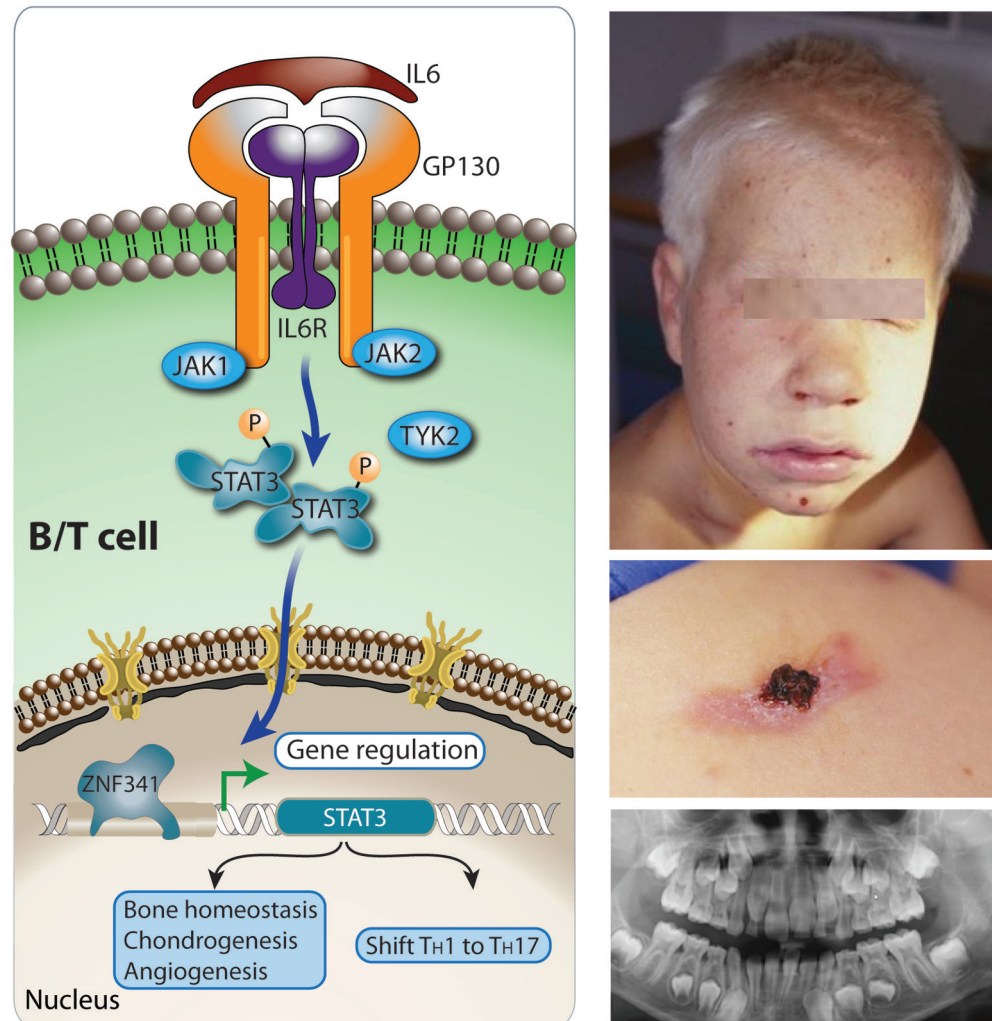 IL6
GP130
IL6R
JAK1
JAK2
P
TYK2
P
STAT3
STAT3
B/T cell
Gene regulation
ZNF341
STAT3
Bone homeostasis
Chondrogenesis
Angiogenesis
Shift TH1 to TH17
Nucleus